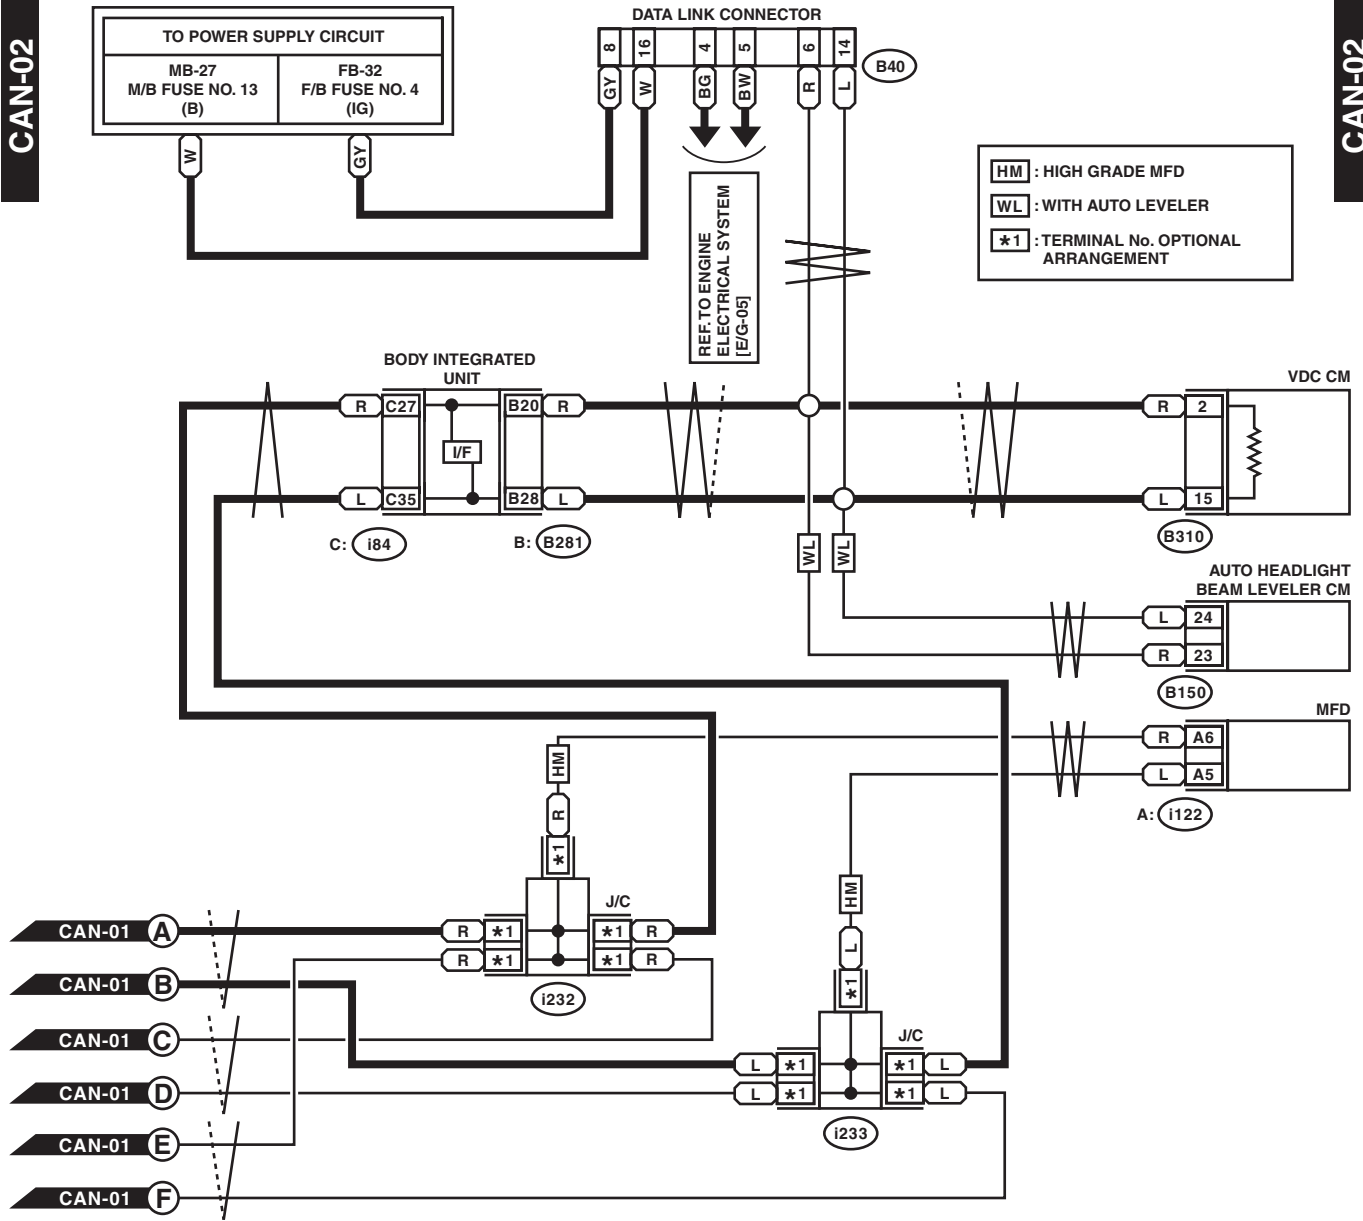 CAN-02
CAN-02
TO POWER SUPPLY CIRCUIT
MB-27
M/B FUSE NO. 13
(B)
FB-32
F/B FUSE NO. 4
(IG)
W
GY
DATA LINK CONNECTOR
8
16
4
5
6
14
B40
GY
W
BG
BW
R
L
REF.TO ENGINE
ELECTRICAL SYSTEM
[E/G-05]
HM : HIGH GRADE MFD
WL : WITH AUTO LEVELER
*1 : TERMINAL No. OPTIONAL
ARRANGEMENT
BODY INTEGRATED
UNIT
R C27
B20 R
I/F
L C35
B28 L
C: i84
B: B281
VDC CM
R 2
L 15
B310
WL
WL
AUTO HEADLIGHT
BEAM LEVELER CM
L 24
R 23
B150
MFD
R A6
L A5
A: i122
HM
R
*1
J/C
R *1
*1 R
R *1
*1 R
i232
HM
L
*1
J/C
L *1
*1 L
L *1
*1 L
i233
CAN-01 A
CAN-01 B
CAN-01 C
CAN-01 D
CAN-01 E
CAN-01 F